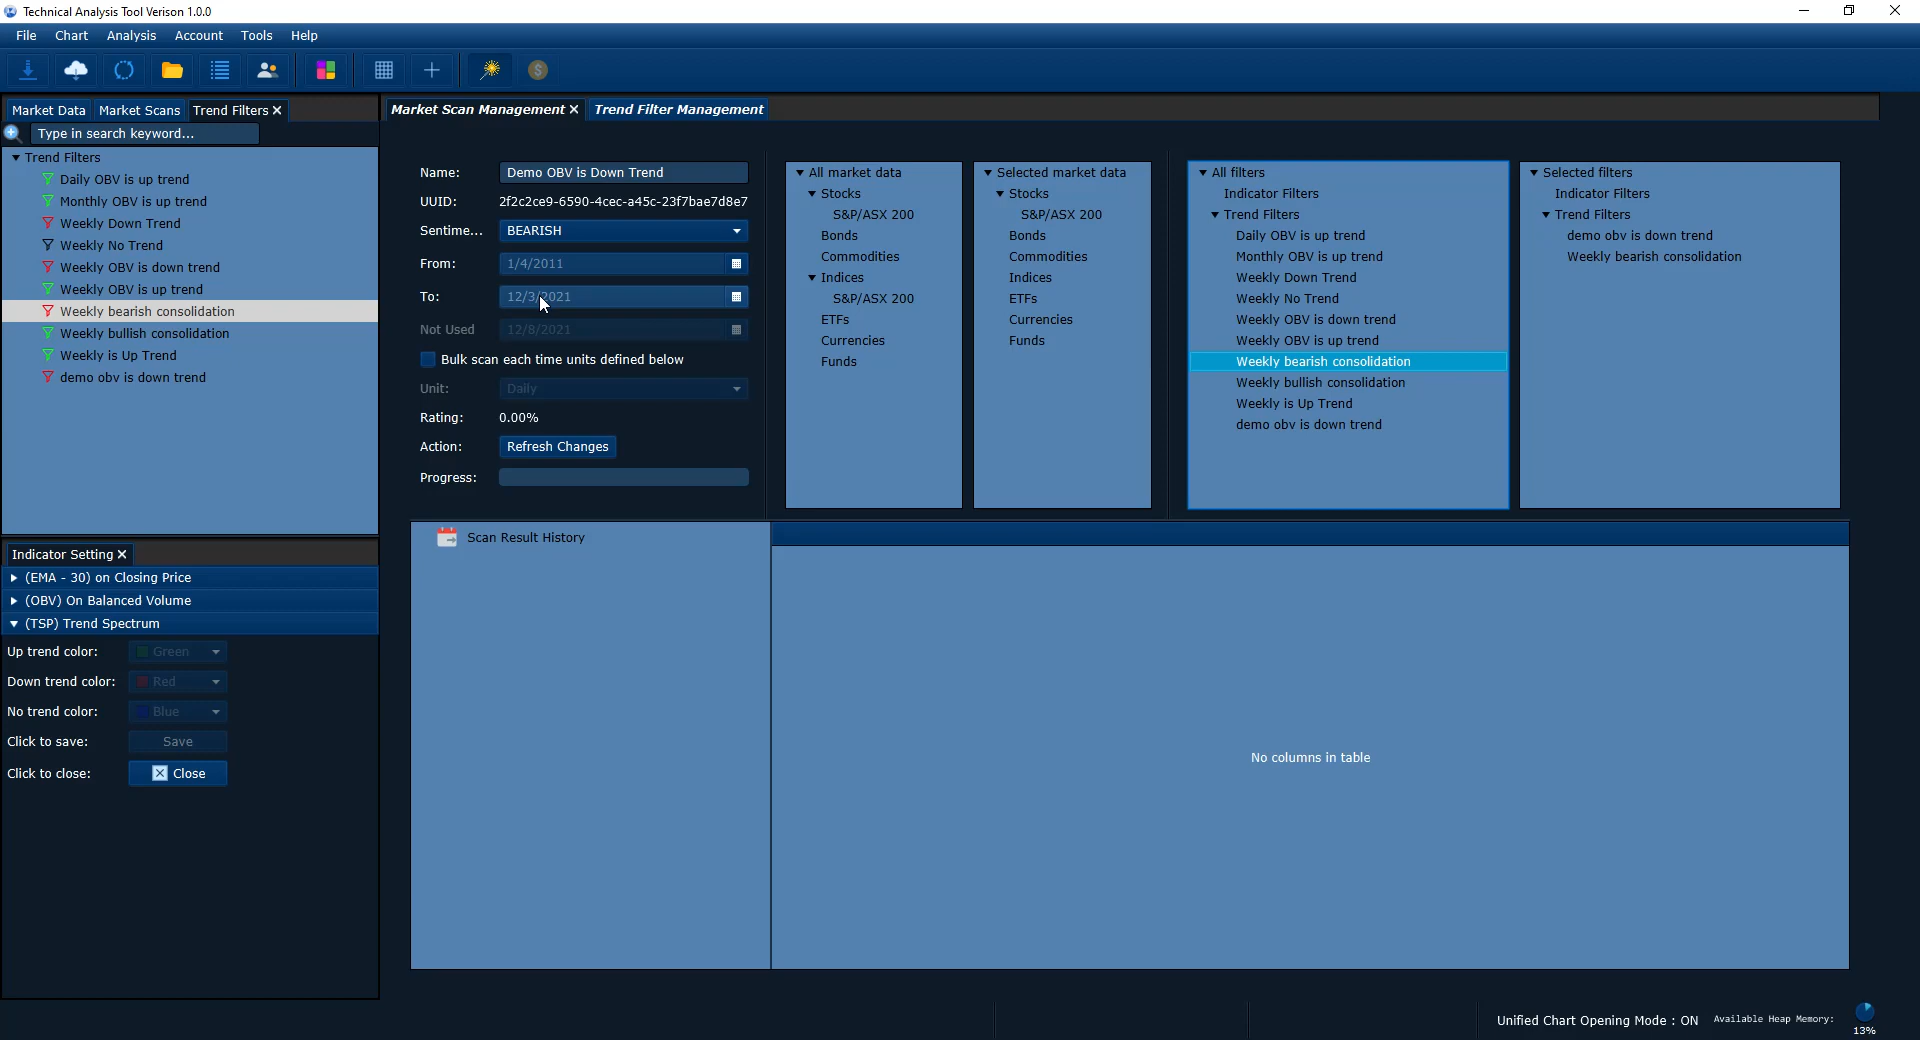 Technical Analysis Tool Verison 1.0.0
File Chart Analysis Account Tools Help
Market Data Market Scans Trend Filters
Type in search keyword...
Trend Filters
Daily OBV is up trend
Monthly OBV is up trend
Weekly Down Trend
Weekly No Trend
Weekly OBV is down trend
Weekly OBV is up trend
Weekly bearish consolidation
Weekly bullish consolidation
Weekly is Up Trend
demo obv is down trend
Indicator Setting
(EMA - 30) on Closing Price
(OBV) On Balanced Volume
(TSP) Trend Spectrum
Up trend color: Green
Down trend color: Red
No trend color: Blue
Click to save: Save
Click to close: Close
Market Scan Management Trend Filter Management
Name: Demo OBV is Down Trend
UUID: 2f2c2ce9-6590-4cec-a45c-23f7bae7d8e7
Sentime... BEARISH
From: 1/4/2011
To: 12/3/2021
Not Used 12/8/2021
Bulk scan each time units defined below
Unit: Daily
Rating: 0.00%
Action: Refresh Changes
Progress:
All market data
Stocks
S&P/ASX 200
Bonds
Commodities
Indices
S&P/ASX 200
ETFs
Currencies
Funds
Selected market data
Stocks
S&P/ASX 200
Bonds
Commodities
Indices
ETFs
Currencies
Funds
All filters
Indicator Filters
Trend Filters
Daily OBV is up trend
Monthly OBV is up trend
Weekly Down Trend
Weekly No Trend
Weekly OBV is down trend
Weekly OBV is up trend
Weekly bearish consolidation
Weekly bullish consolidation
Weekly is Up Trend
demo obv is down trend
Selected filters
Indicator Filters
Trend Filters
demo obv is down trend
Weekly bearish consolidation
Scan Result History
No columns in table
Unified Chart Opening Mode : ON Available Heap Memory:
13%